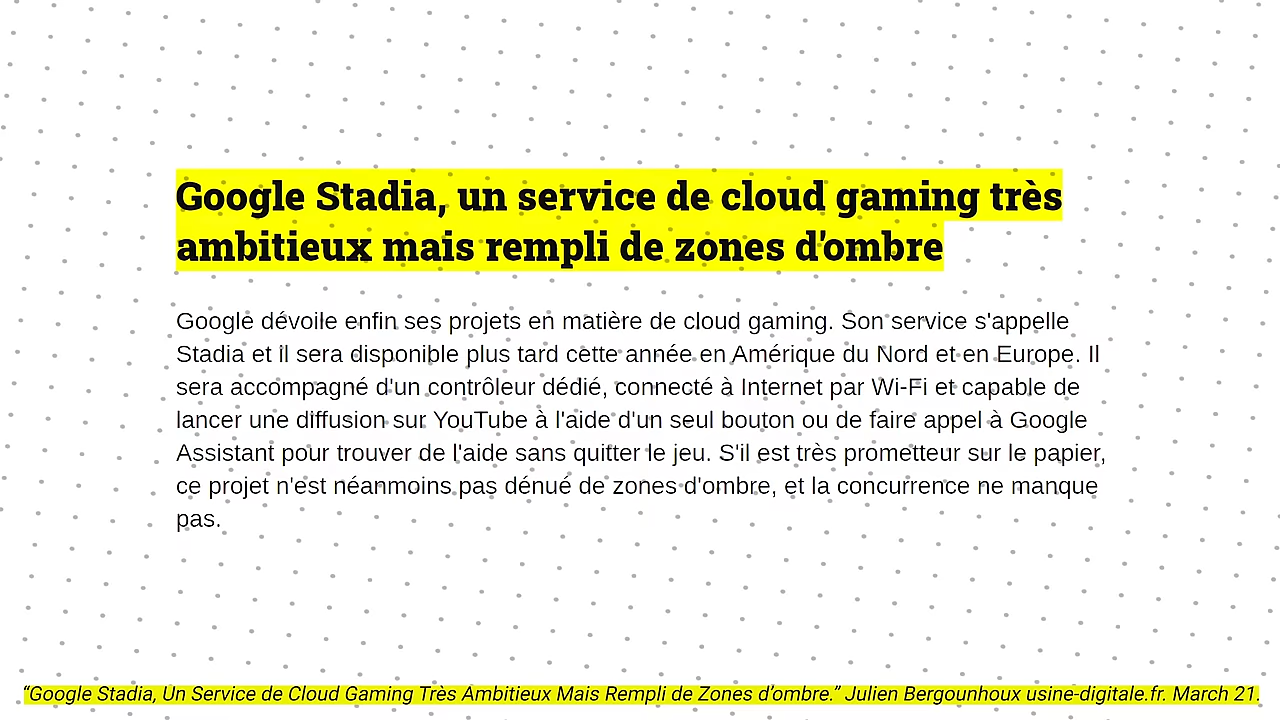 Google Stadia, un service de cloud gaming très
ambitieux mais rempli de zones d'ombre
Google dévoile enfin ses projets en matière de cloud gaming. Son service s'appelle
Stadia et il sera disponible plus tard cette année en Amérique du Nord et en Europe. Il
sera accompagné d'un contrôleur dédié, connecté à Internet par Wi-Fi et capable de
lancer une diffusion sur YouTube à l'aide d'un seul bouton ou de faire appel à Google
Assistant pour trouver de l'aide sans quitter le jeu. S'il est très prometteur sur le papier,
ce projet n'est néanmoins pas dénué de zones d'ombre, et la concurrence ne manque
pas.
“Google Stadia, Un Service de Cloud Gaming Très Ambitieux Mais Rempli de Zones d’ombre.” Julien Bergounhoux usine-digitale.fr. March 21.